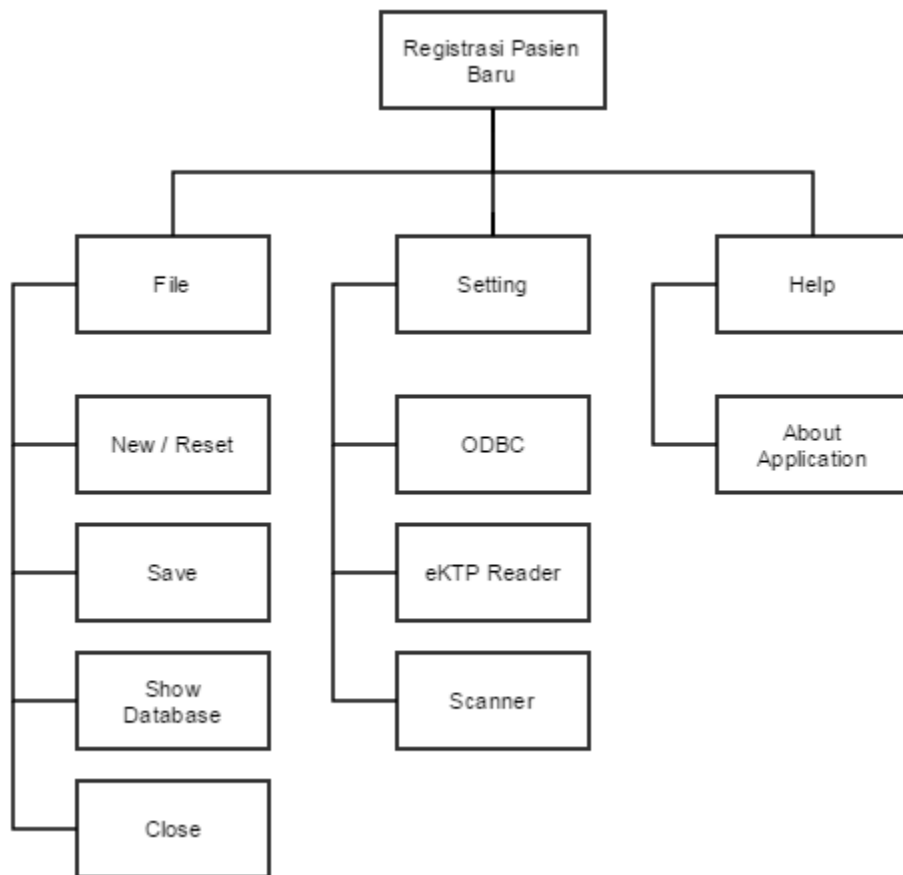 Registrasi Pasien
Baru
File
Setting
Help
New / Reset
ODBC
About
Application
Save
eKTP Reader
Show
Database
Scanner
Close